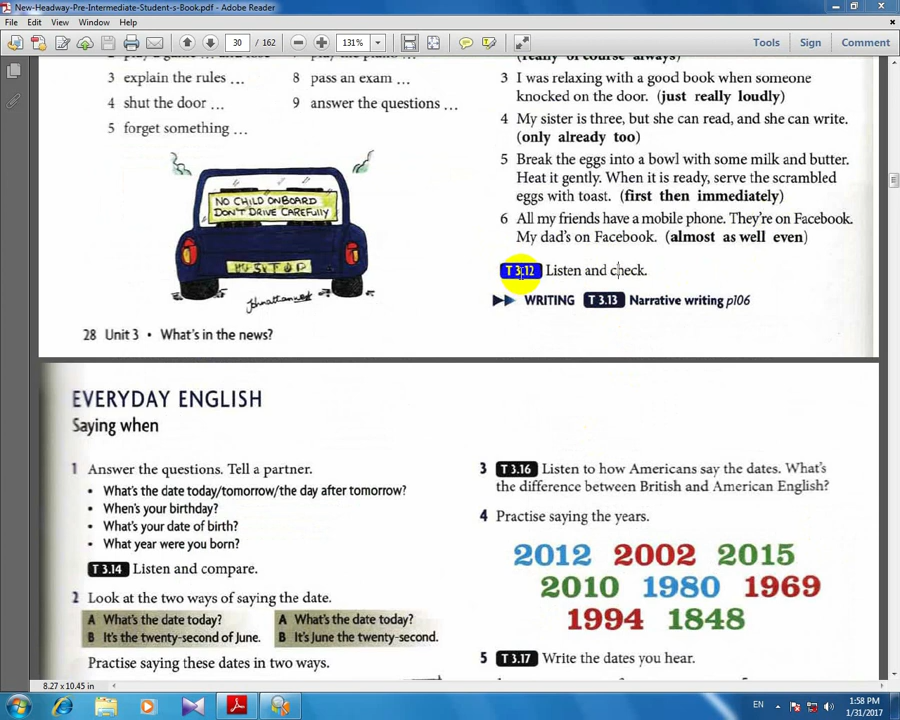 New-Headway-Pre-Intermediate-Student-s-Book.pdf - Adobe Reader
File Edit View Window Help
30 / 162 131% Tools Sign Comment
3 explain the rules …
4 shut the door …
5 forget something …
8 pass an exam …
9 answer the questions …
NO CHILD ONBOARD
DON'T DRIVE CAREFULLY
28 Unit 3 • What's in the news?
(really of course always)
3 I was relaxing with a good book when someone
knocked on the door. (just really loudly)
4 My sister is three, but she can read, and she can write.
(only already too)
5 Break the eggs into a bowl with some milk and butter.
Heat it gently. When it is ready, serve the scrambled
eggs with toast. (first then immediately)
6 All my friends have a mobile phone. They're on Facebook.
My dad's on Facebook. (almost as well even)
T 3.12 Listen and check.
WRITING T 3.13 Narrative writing p106
EVERYDAY ENGLISH
Saying when
1 Answer the questions. Tell a partner.
• What's the date today/tomorrow/the day after tomorrow?
• When's your birthday?
• What's your date of birth?
• What year were you born?
T 3.14 Listen and compare.
2 Look at the two ways of saying the date.
A What's the date today?
B It's the twenty-second of June.
A What's the date today?
B It's June the twenty-second.
Practise saying these dates in two ways.
3 T 3.16 Listen to how Americans say the dates. What's
the difference between British and American English?
4 Practise saying the years.
2012 2002 2015
2010 1980 1969
1994 1848
5 T 3.17 Write the dates you hear.
8.27 x 10.45 in
EN 1:58 PM
1/31/2017